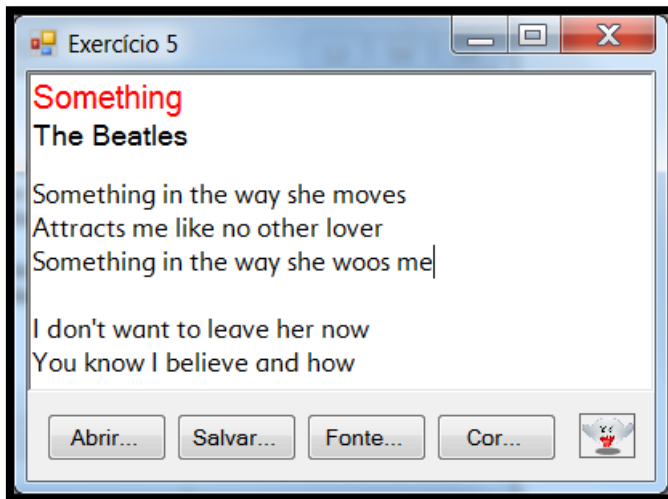 Exercício 5
Something
The Beatles
Something in the way she moves
Attracts me like no other lover
Something in the way she woos me
I don't want to leave her now
You know I believe and how
Abrir... Salvar... Fonte... Cor...